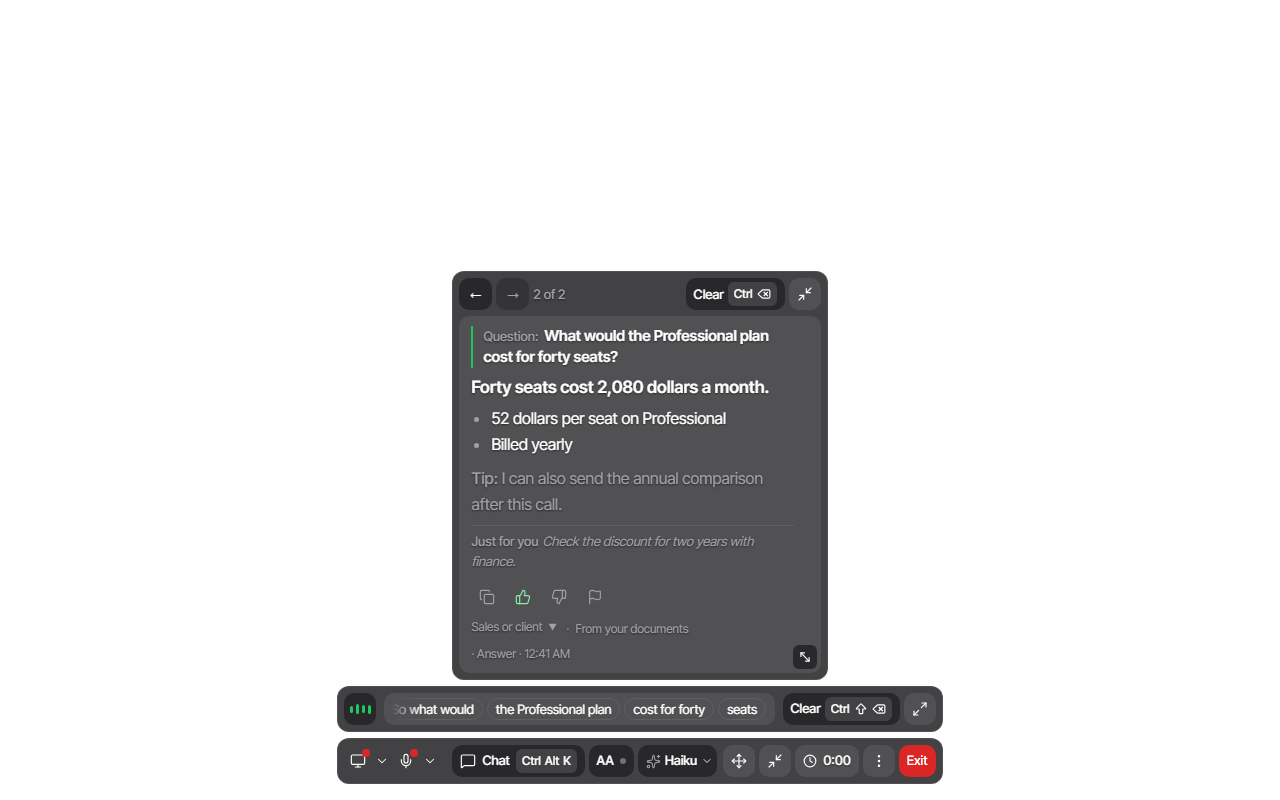 ← → 2 of 2 Clear Ctrl
Question: What would the Professional plan
cost for forty seats?
Forty seats cost 2,080 dollars a month.
• 52 dollars per seat on Professional
• Billed yearly
Tip: I can also send the annual comparison
after this call.
Just for you Check the discount for two years with
finance.
Sales or client ▼ · From your documents
· Answer · 12:41 AM
So what would the Professional plan cost for forty seats Clear Ctrl
Chat Ctrl Alt K AA Haiku 0:00 Exit